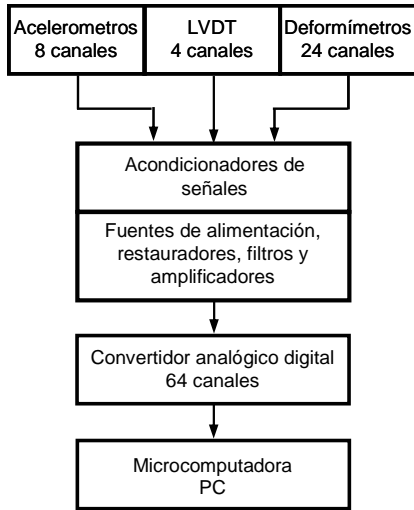 Acelerometros
8 canales
LVDT
4 canales
Deformímetros
24 canales
Acondicionadores de
señales
Fuentes de alimentación,
restauradores, filtros y
amplificadores
Convertidor analógico digital
64 canales
Microcomputadora
PC